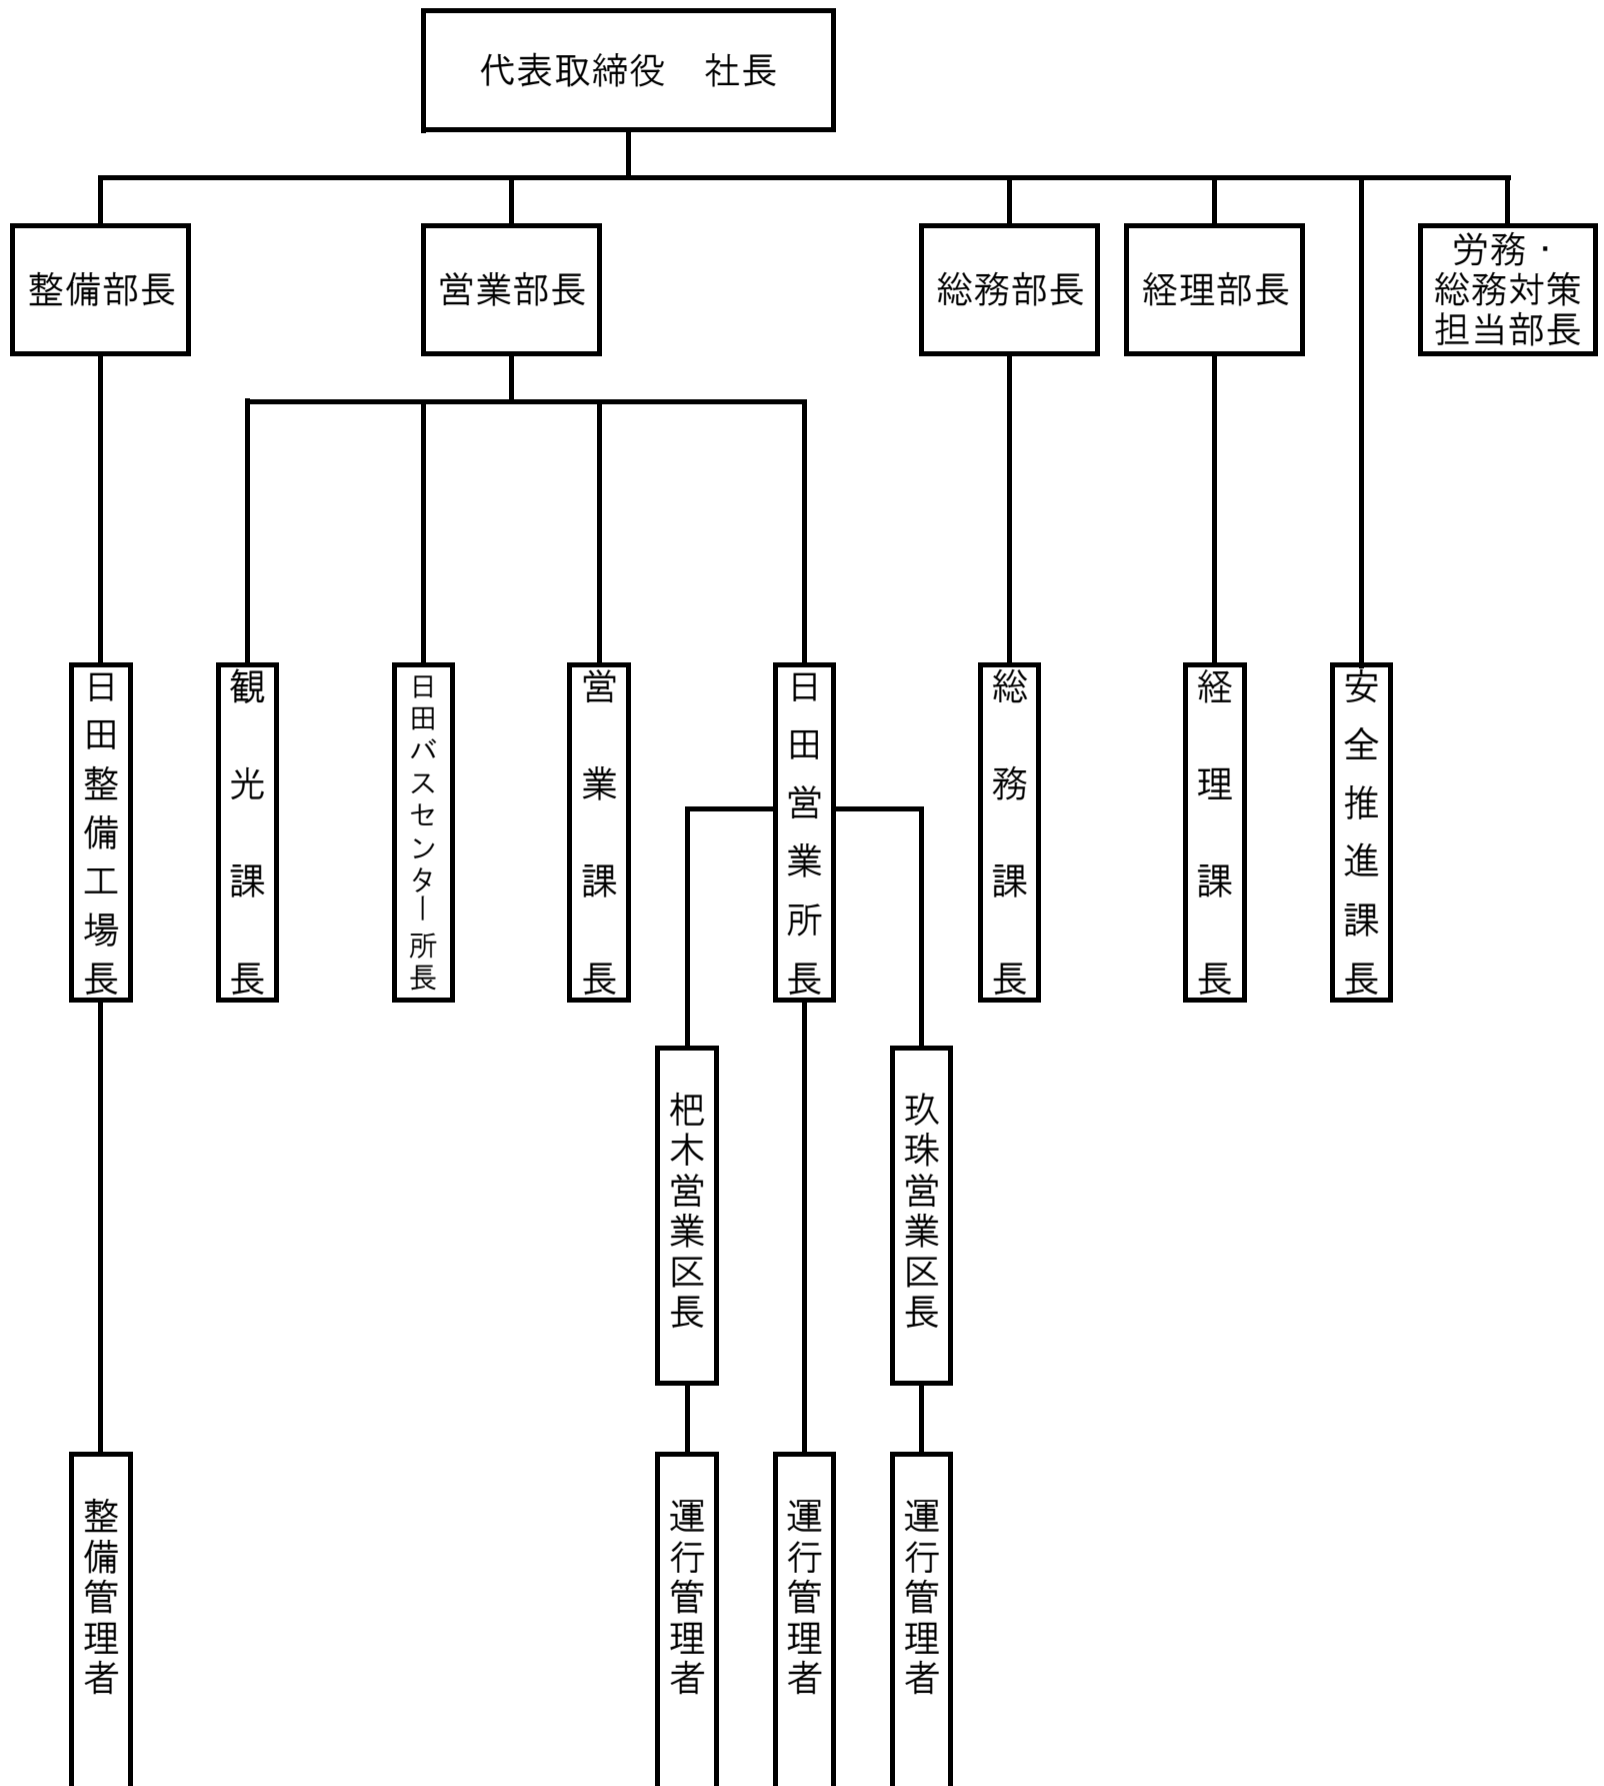 代表取締役　社長
整備部長
営業部長
総務部長
経理部長
労務・
総務対策
担当部長
日田整備工場長
観光課長
日田バスセンター所長
営業課長
日田営業所長
総務課長
経理課長
安全推進課長
杷木営業区長
玖珠営業区長
整備管理者
運行管理者
運行管理者
運行管理者